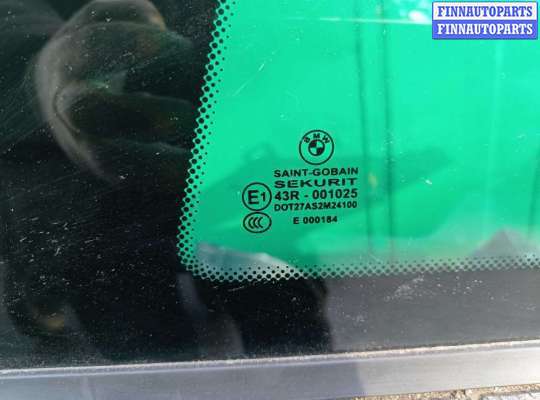 FINNAUTOPARTS
FINNAUTOPARTS
BMW
SAINT-GOBAIN
SEKURIT
E1 43R - 001025
DOT27AS2M24100
CCC E 000184